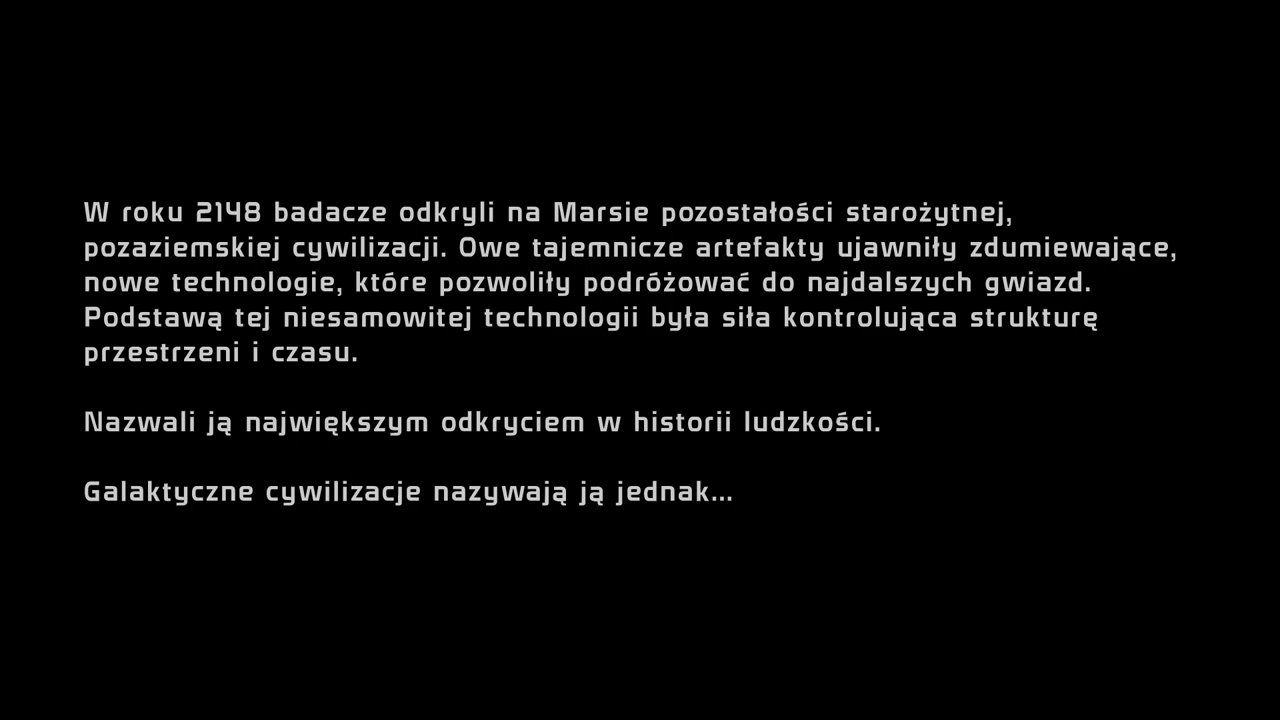 W roku 2148 badacze odkryli na Marsie pozostałości starożytnej,
pozaziemskiej cywilizacji. Owe tajemnicze artefakty ujawniły zdumiewające,
nowe technologie, które pozwoliły podróżować do najdalszych gwiazd.
Podstawą tej niesamowitej technologii była siła kontrolująca strukturę
przestrzeni i czasu.
Nazwali ją największym odkryciem w historii ludzkości.
Galaktyczne cywilizacje nazywają ją jednak...